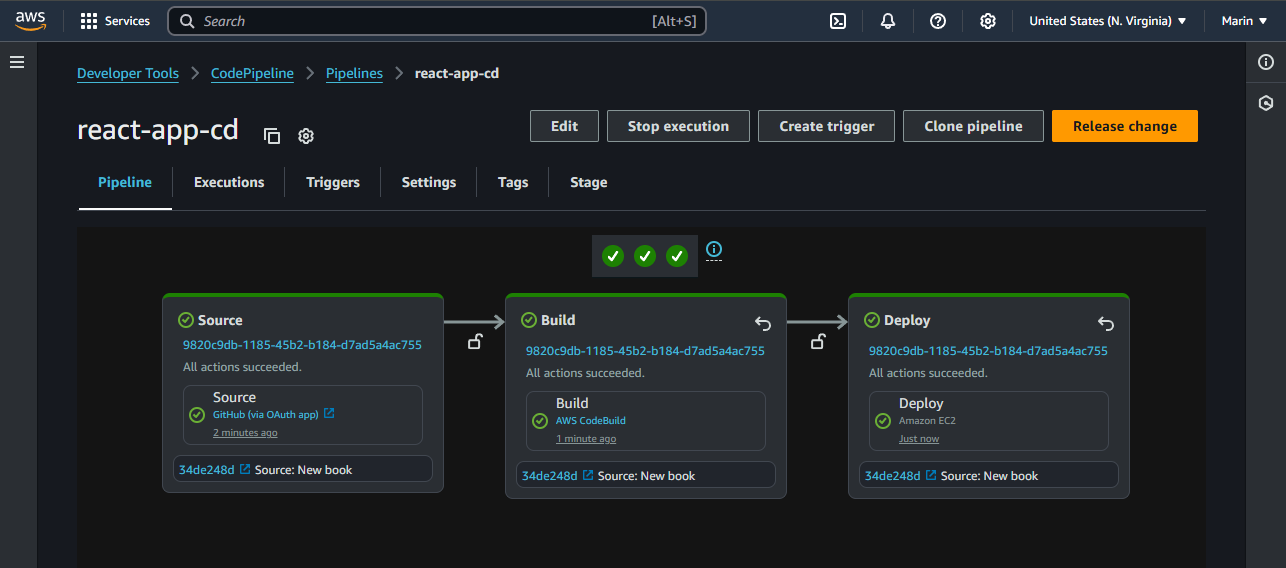 aws
Services
Search
[Alt+S]
United States (N. Virginia)
Marin
Developer Tools
CodePipeline
Pipelines
react-app-cd
react-app-cd
Edit
Stop execution
Create trigger
Clone pipeline
Release change
Pipeline
Executions
Triggers
Settings
Tags
Stage
Source
9820c9db-1185-45b2-b184-d7ad5a4ac755
All actions succeeded.
Source
GitHub (via OAuth app)
2 minutes ago
34de248d Source: New book
Build
9820c9db-1185-45b2-b184-d7ad5a4ac755
All actions succeeded.
Build
AWS CodeBuild
1 minute ago
34de248d Source: New book
Deploy
9820c9db-1185-45b2-b184-d7ad5a4ac755
All actions succeeded.
Deploy
Amazon EC2
Just now
34de248d Source: New book